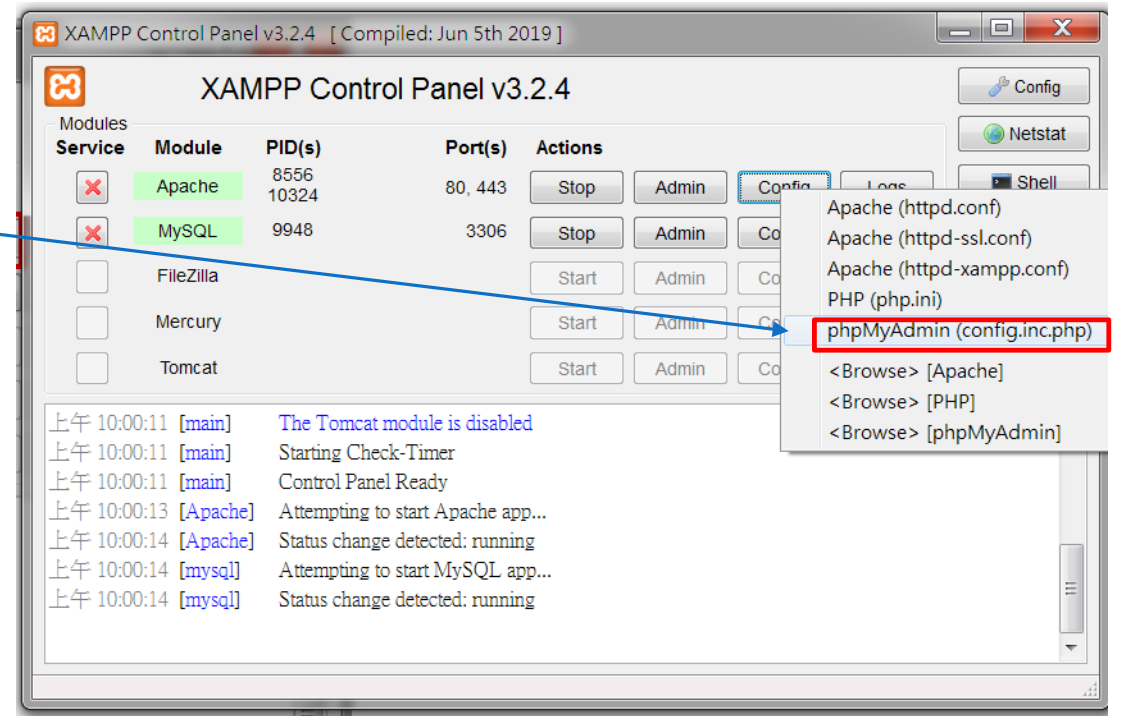 XAMPP Control Panel v3.2.4 [ Compiled: Jun 5th 2019 ]
XAMPP Control Panel v3.2.4
Config
Modules
Service Module PID(s) Port(s) Actions
Netstat
Apache 8556 10324 80, 443 Stop Admin Config Logs
Shell
MySQL 9948 3306 Stop Admin Co
FileZilla Start Admin Co
Mercury Start Admin Co
Tomcat Start Admin Co
Apache (httpd.conf)
Apache (httpd-ssl.conf)
Apache (httpd-xampp.conf)
PHP (php.ini)
phpMyAdmin (config.inc.php)
<Browse> [Apache]
<Browse> [PHP]
<Browse> [phpMyAdmin]
上午 10:00:11 [main] The Tomcat module is disabled
上午 10:00:11 [main] Starting Check-Timer
上午 10:00:11 [main] Control Panel Ready
上午 10:00:13 [Apache] Attempting to start Apache app...
上午 10:00:14 [Apache] Status change detected: running
上午 10:00:14 [mysql] Attempting to start MySQL app...
上午 10:00:14 [mysql] Status change detected: running